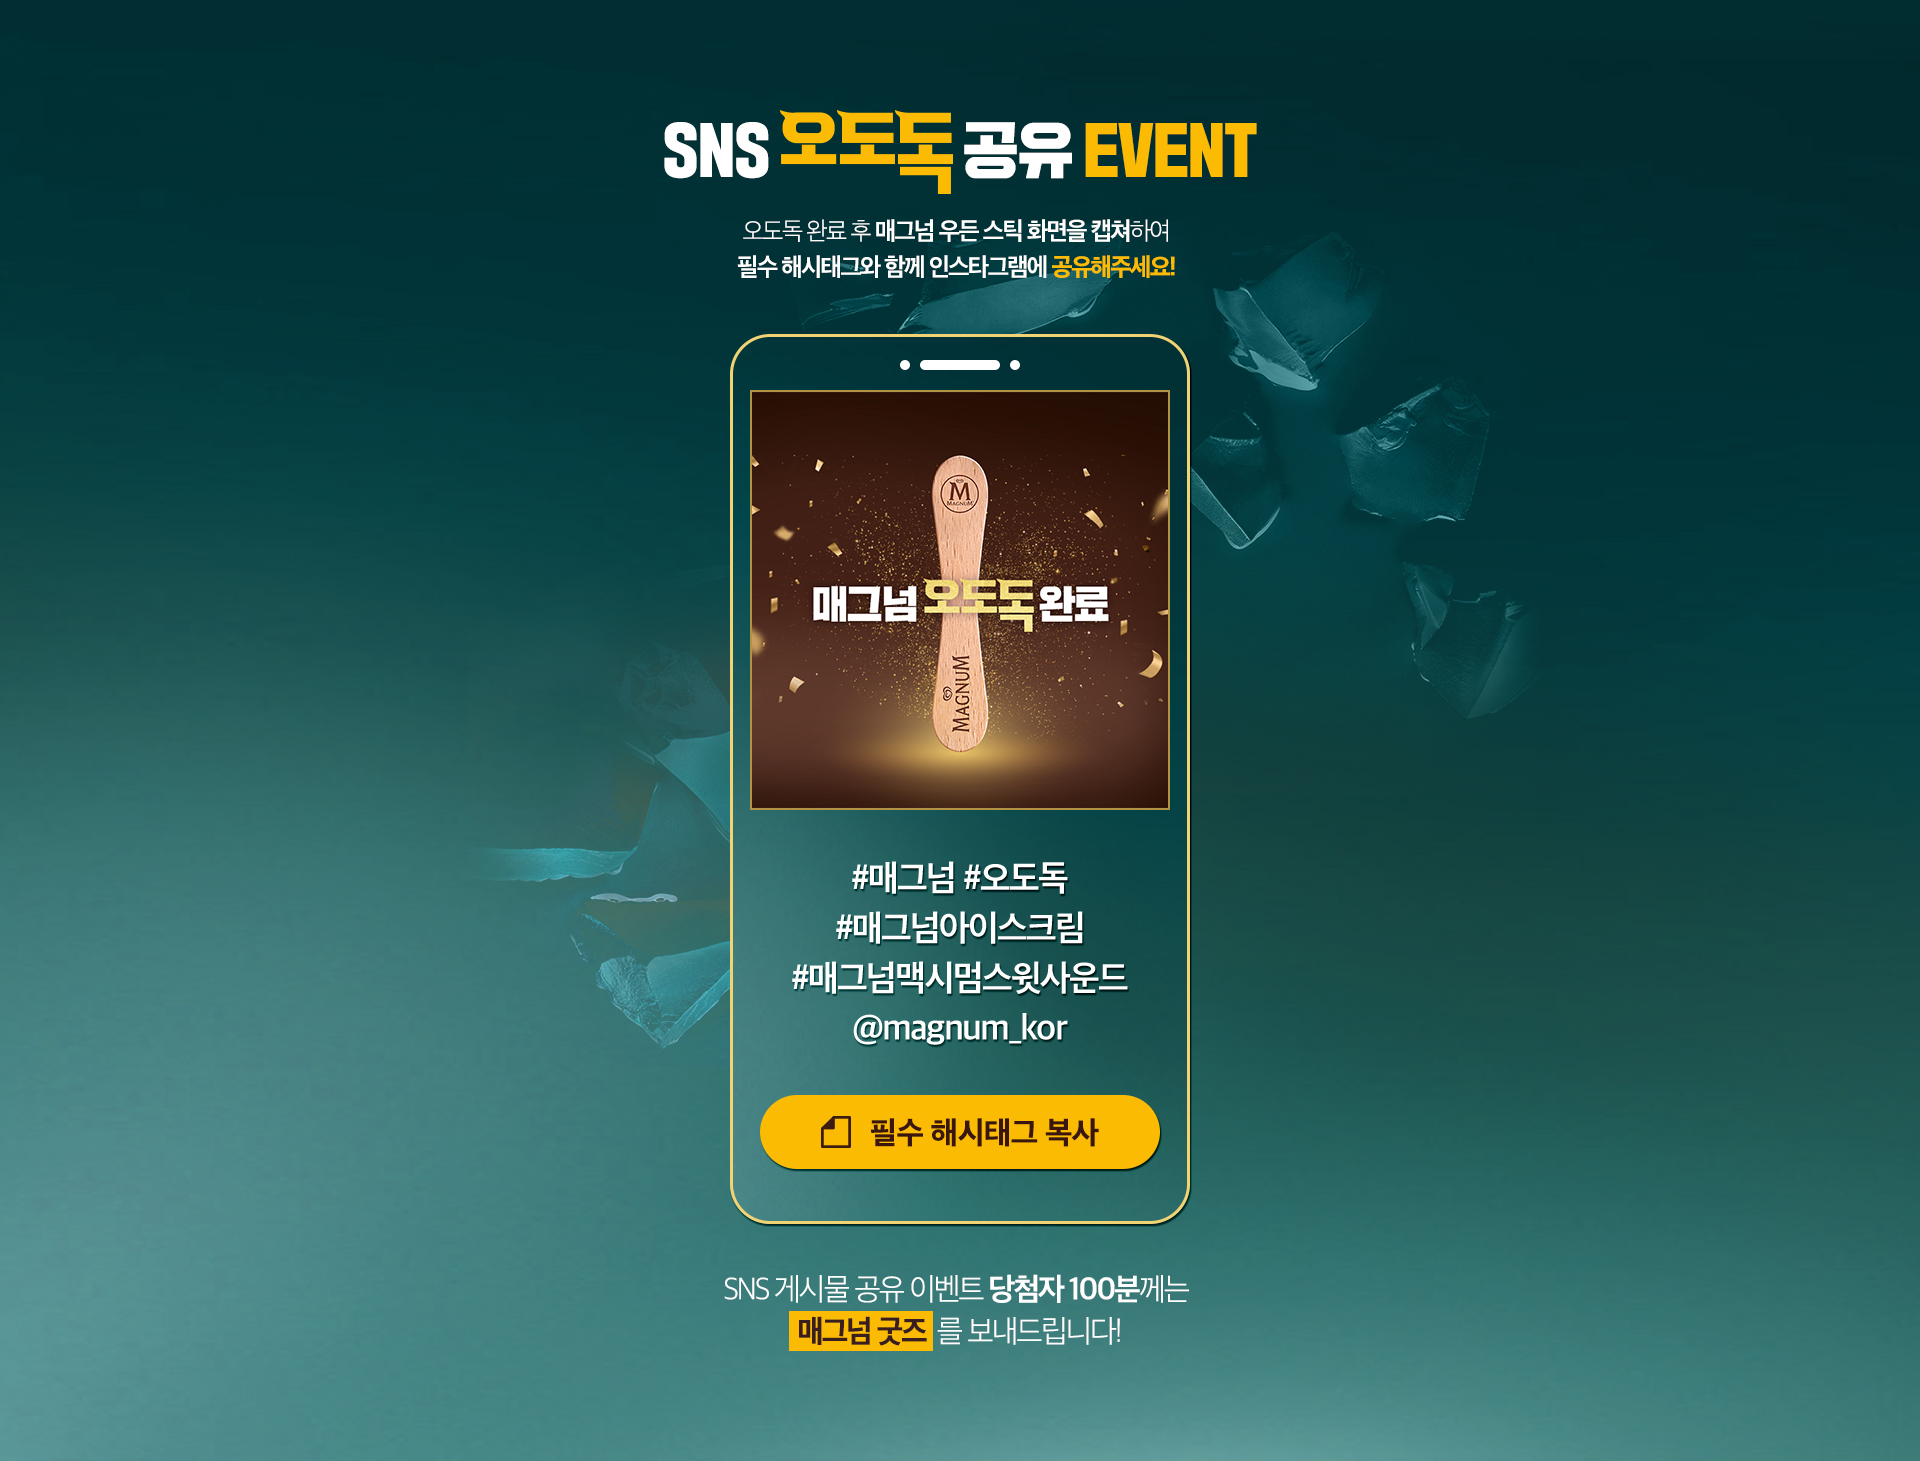 SNS 오도독 공유 EVENT
오도독 완료 후 매그넘 우든 스틱 화면을 캡쳐하여
필수 해시태그와 함께 인스타그램에 공유해주세요!
M
MAGNUM
매그넘 오도독 완료
MAGNUM
#매그넘 #오도독
#매그넘아이스크림
#매그넘맥시멈스윗사운드
@magnum_kor
필수 해시태그 복사
SNS 게시물 공유 이벤트 당첨자 100분께는
매그넘 굿즈 를 보내드립니다!